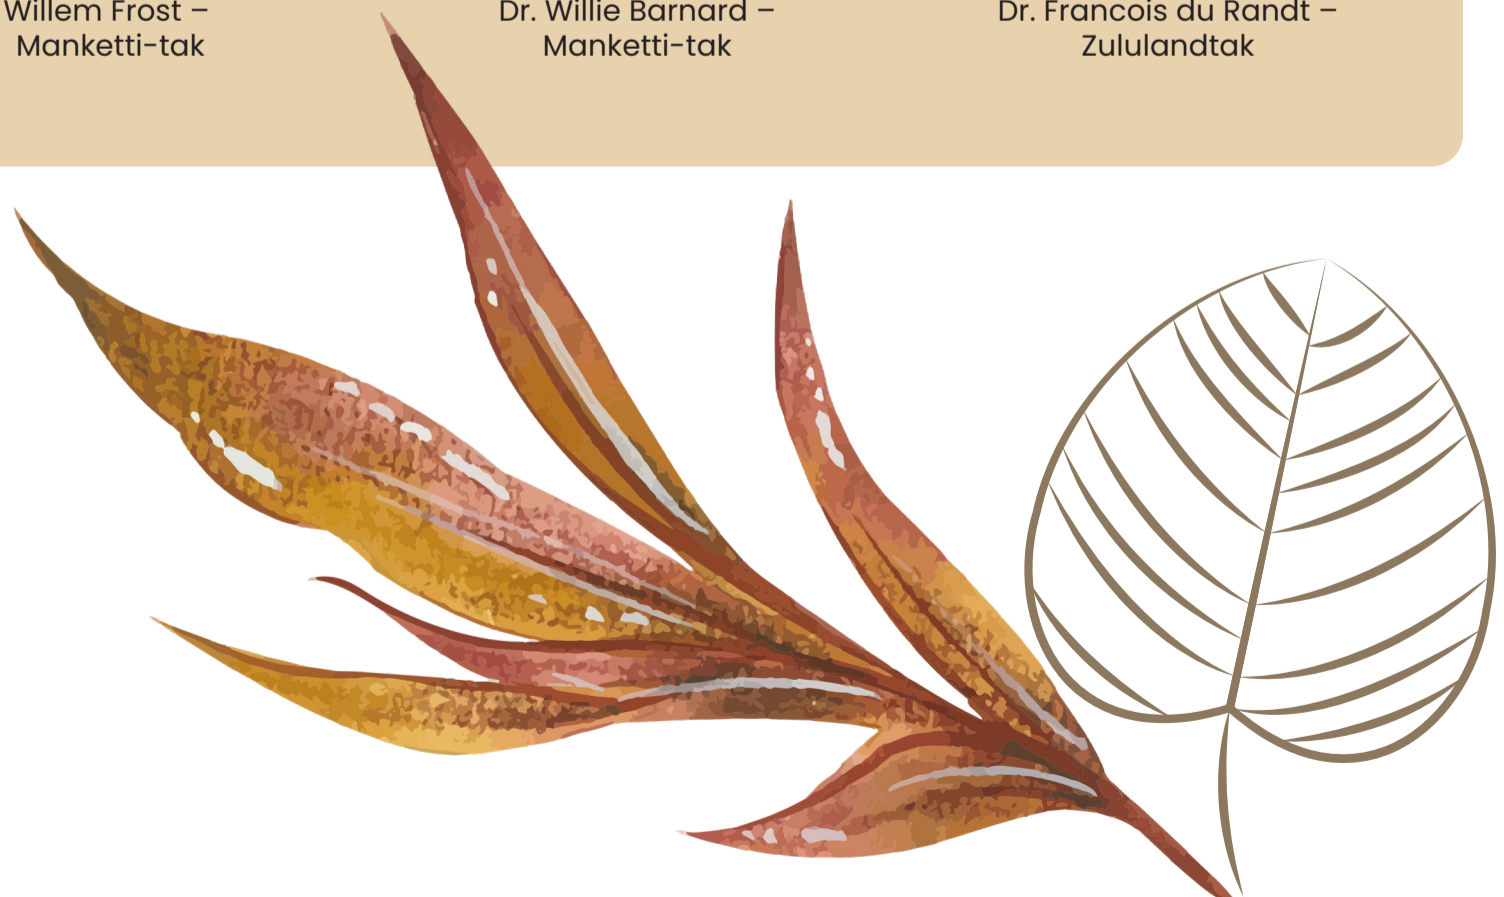 Willem Frost –
Manketti-tak
Dr. Willie Barnard –
Manketti-tak
Dr. Francois du Randt –
Zululandtak